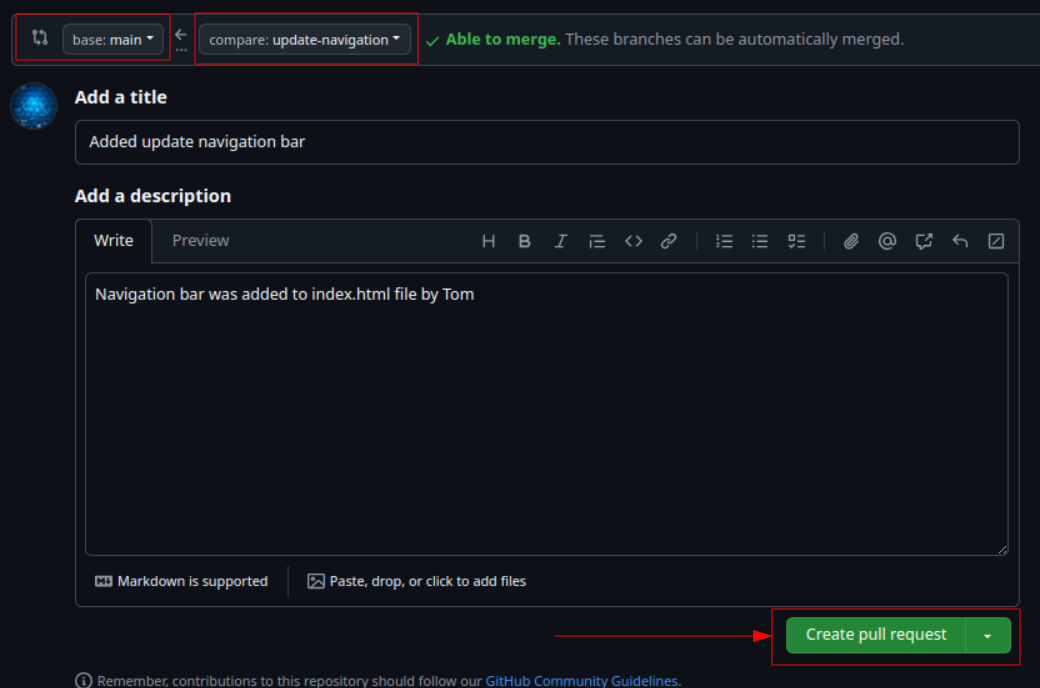 base: main compare: update-navigation Able to merge. These branches can be automatically merged.
Add a title
Added update navigation bar
Add a description
Write Preview
Navigation bar was added to index.html file by Tom
Markdown is supported Paste, drop, or click to add files
Create pull request
Remember, contributions to this repository should follow our GitHub Community Guidelines.